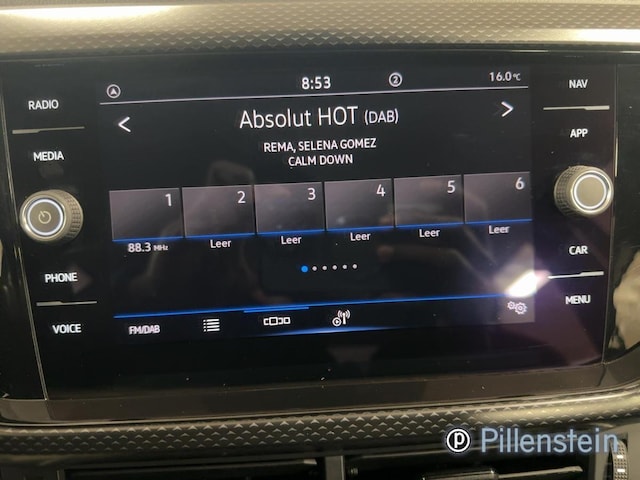 RADIO
MEDIA
PHONE
VOICE
8:53
2
16.0°C
Absolut HOT (DAB)
REMA, SELENA GOMEZ
CALM DOWN
1 2 3 4 5 6
88.3 MHz Leer Leer Leer Leer Leer
FM/DAB
NAV
APP
CAR
MENU
P Pillenstein